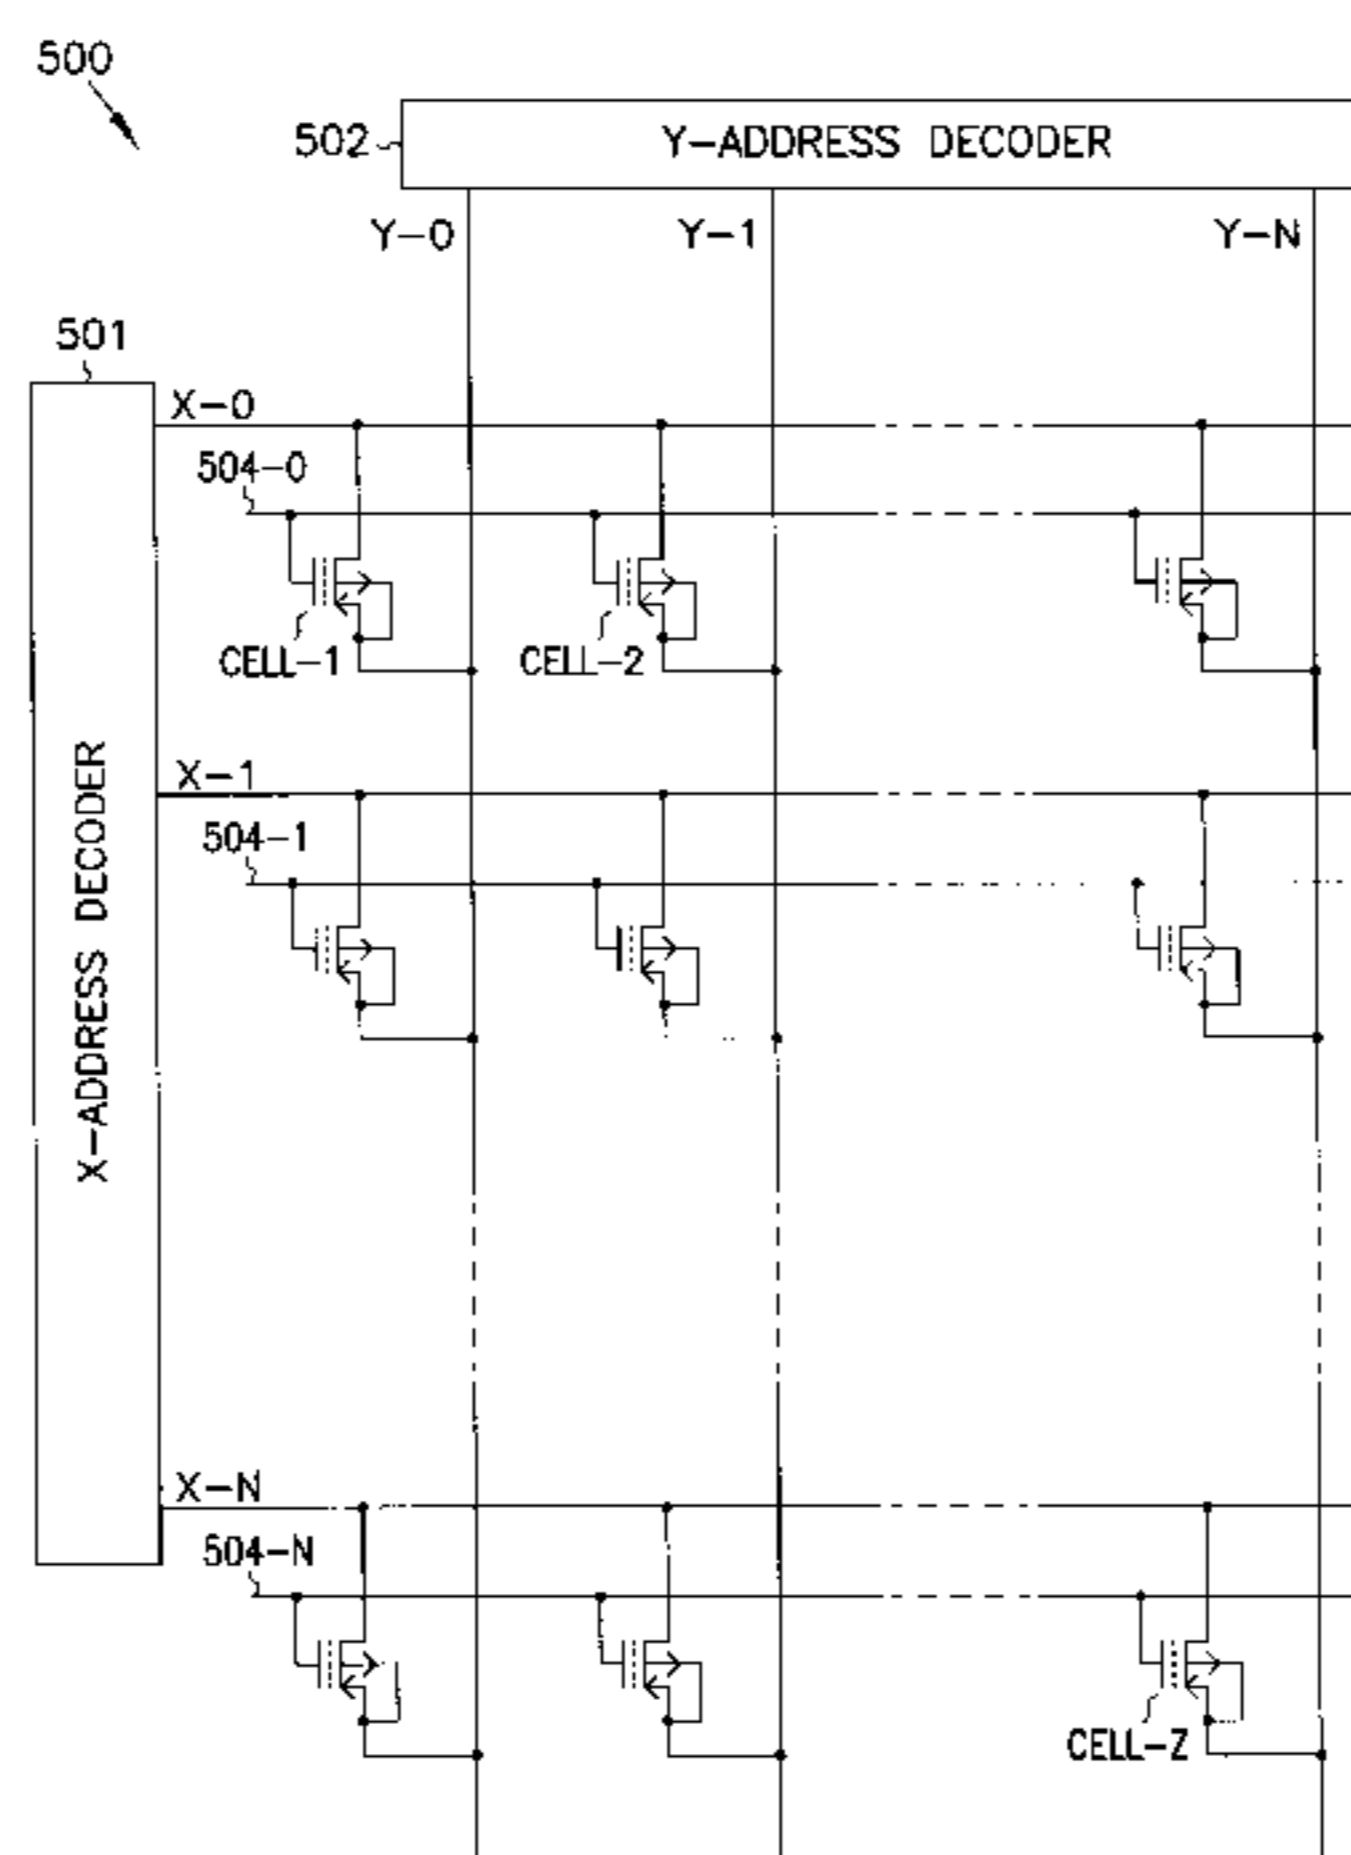 500
502
Y-ADDRESS DECODER
Y-0
Y-1
Y-N
501
X-0
504-0
CELL-1
CELL-2
X-ADDRESS DECODER
X-1
504-1
X-N
504-N
CELL-Z